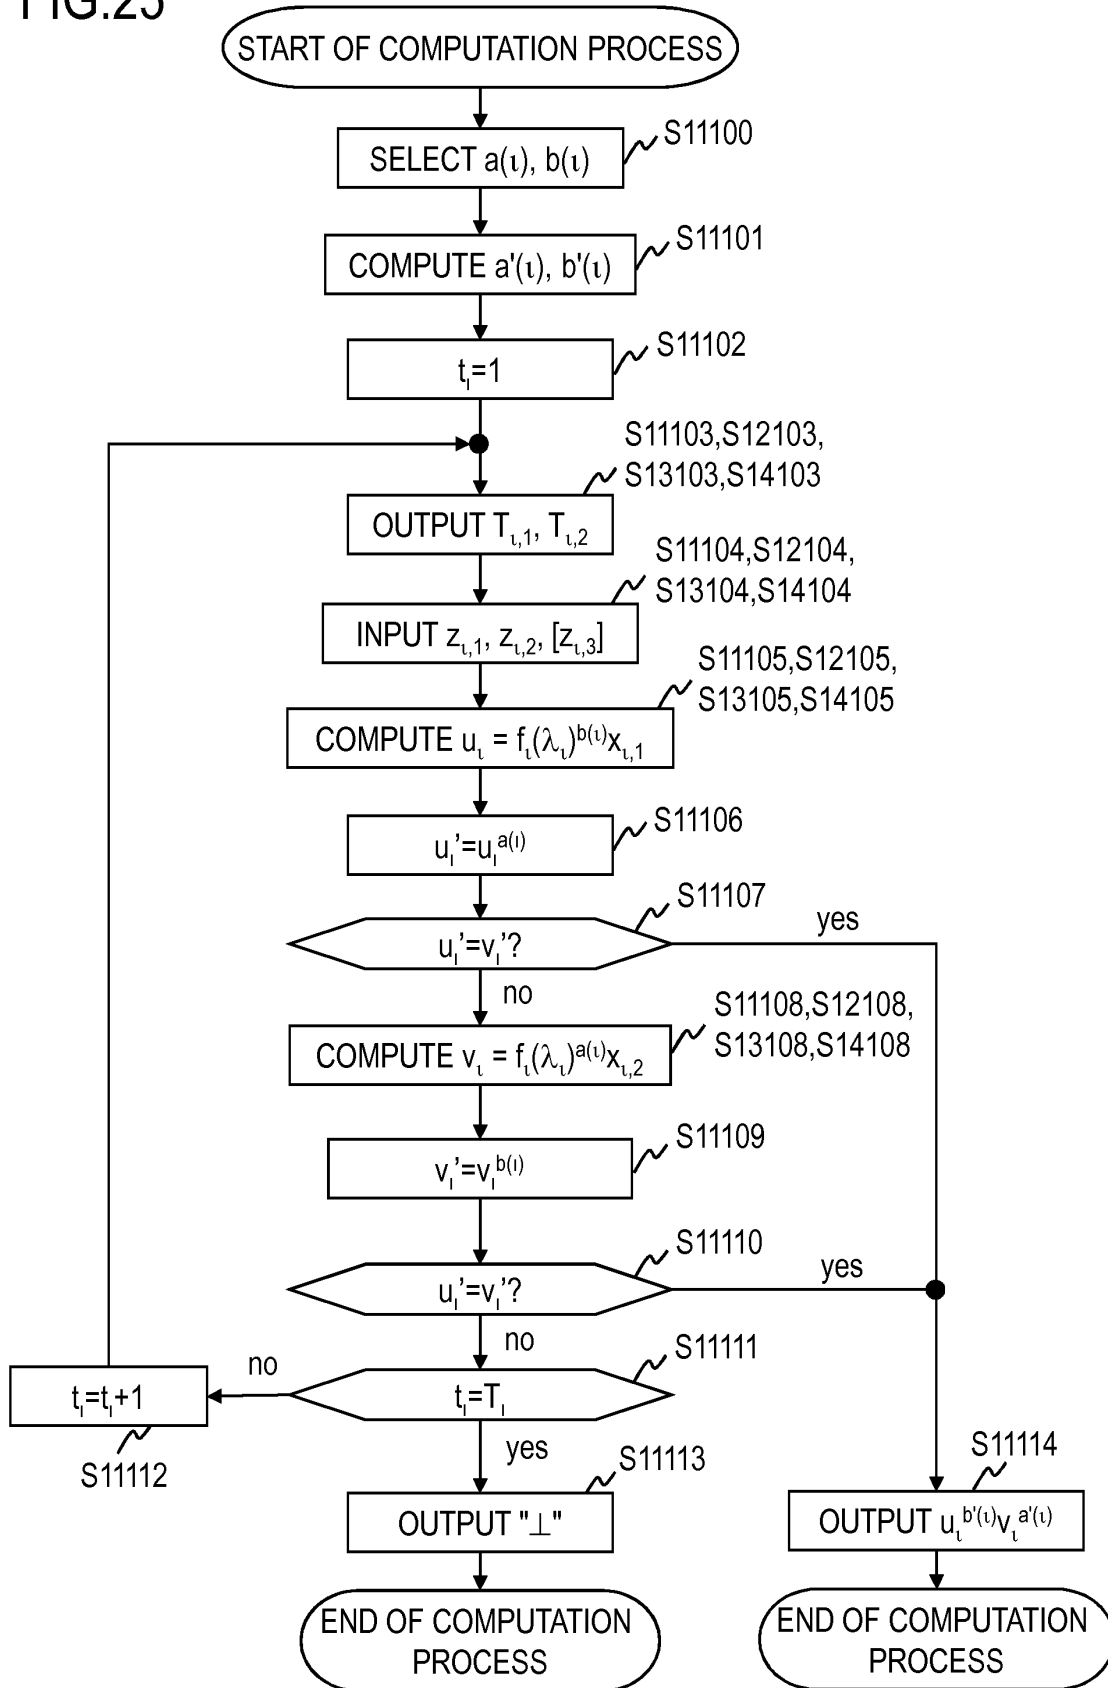 FIG.25
START OF COMPUTATION PROCESS
S11100
SELECT a(ι), b(ι)
S11101
COMPUTE a'(ι), b'(ι)
S11102
tι=1
S11103,S12103,
S13103,S14103
OUTPUT Tι,1, Tι,2
S11104,S12104,
S13104,S14104
INPUT zι,1, zι,2, [zι,3]
S11105,S12105,
S13105,S14105
COMPUTE uι = fι(λι)b(ι)xι,1
S11106
uι'=uιa(ι)
S11107
yes
uι'=vι'?
no
S11108,S12108,
S13108,S14108
COMPUTE vι = fι(λι)a(ι)xι,2
S11109
vι'=vιb(ι)
S11110
yes
uι'=vι'?
no
S11111
no
tι=Tι
tι=tι+1
S11112
yes
S11113
S11114
OUTPUT "⊥"
OUTPUT uιb'(ι)vιa'(ι)
END OF COMPUTATION
PROCESS
END OF COMPUTATION
PROCESS